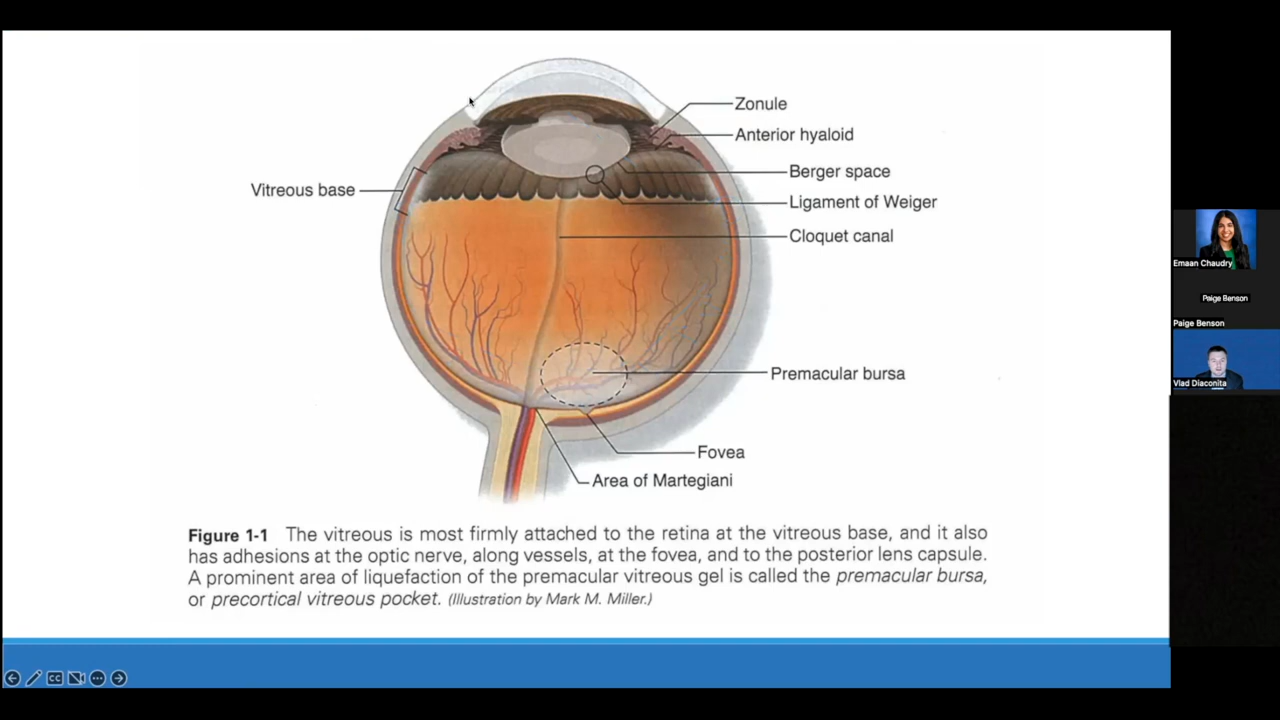 Zonule
Anterior hyaloid
Berger space
Vitreous base
Ligament of Weiger
Cloquet canal
Premacular bursa
Fovea
Area of Martegiani
Figure 1-1 The vitreous is most firmly attached to the retina at the vitreous base, and it also
has adhesions at the optic nerve, along vessels, at the fovea, and to the posterior lens capsule.
A prominent area of liquefaction of the premacular vitreous gel is called the premacular bursa,
or precortical vitreous pocket. (Illustration by Mark M. Miller.)
Emaan Chaudry
Paige Benson
Paige Benson
Vlad Diaconita
CC